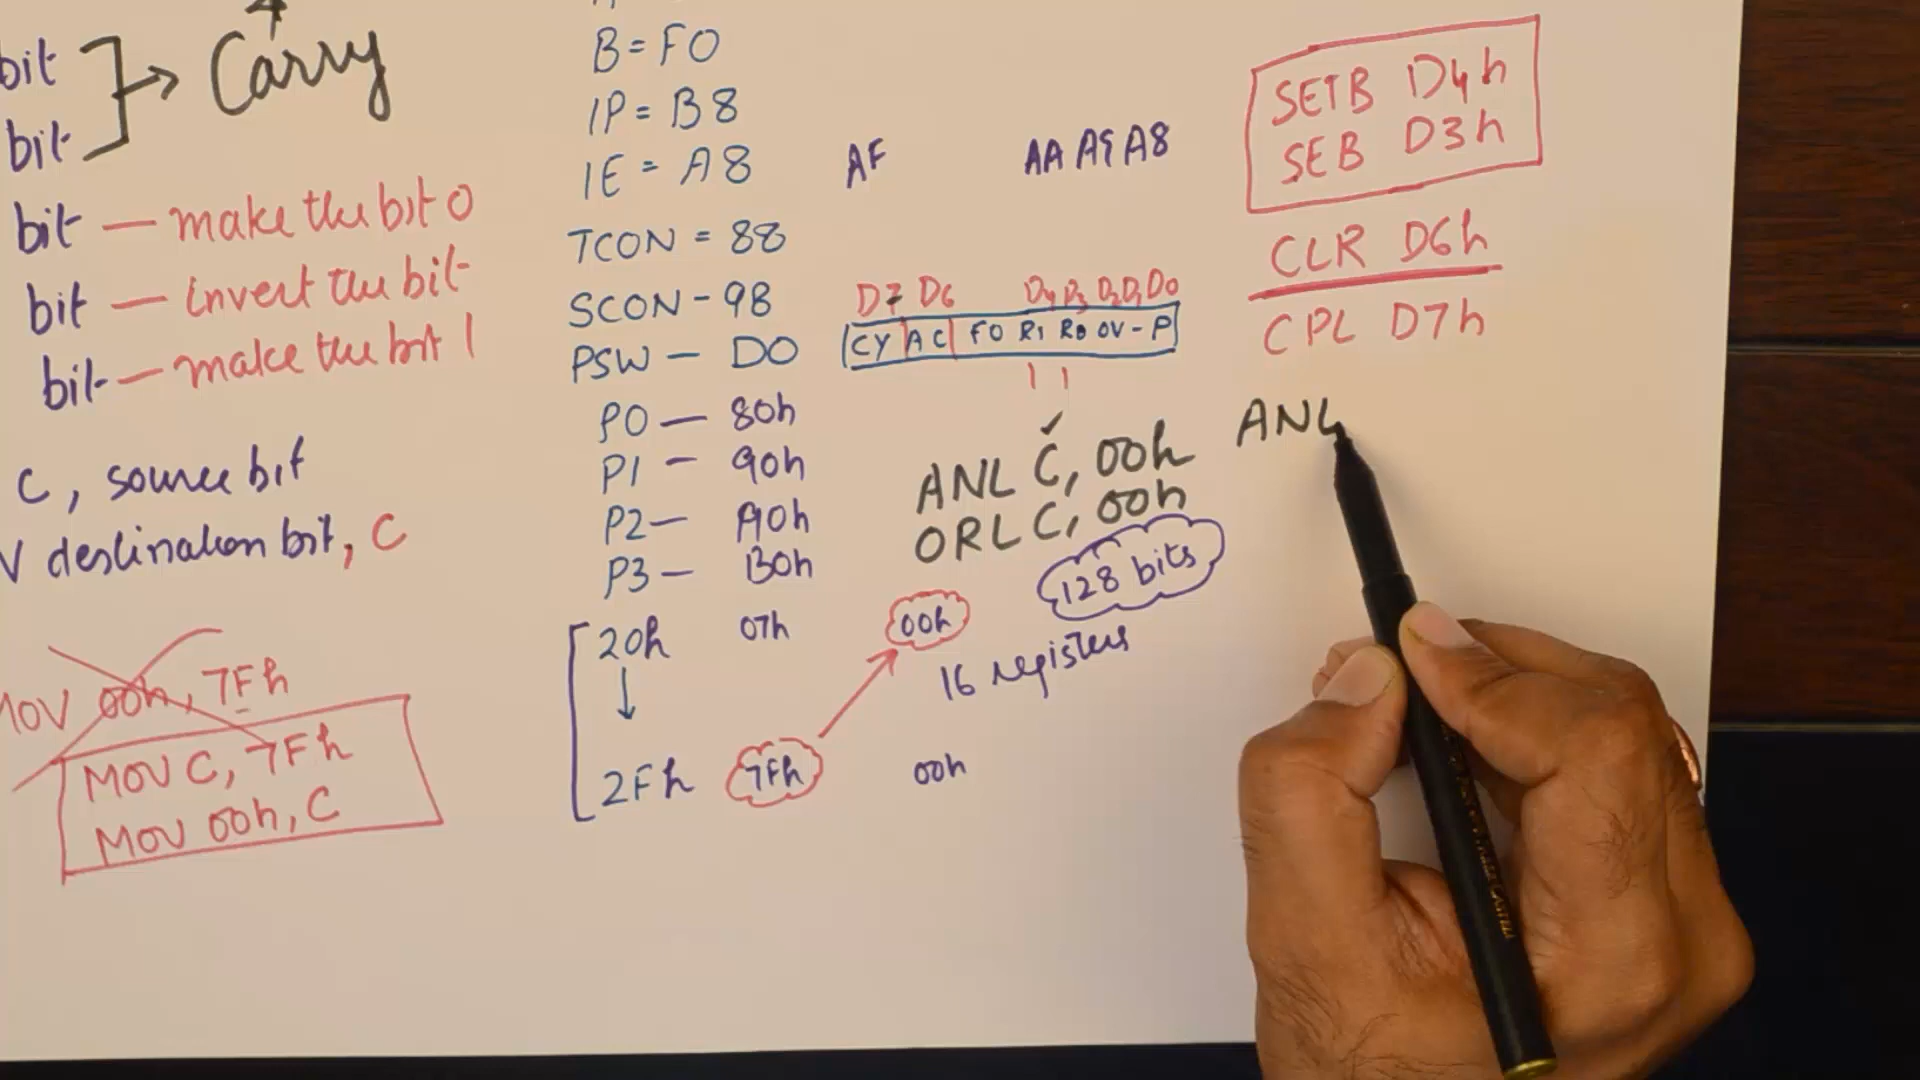 bit
bit
Carry
bit — make the bit 0
bit — invert the bit
bit — make the bit 1
C, source bit
V destination bit, C
MOV 00h, 7Fh
MOV C, 7Fh
MOV 00h, C
B = F0
IP = B8
IE = A8
AF AA A9 A8
TCON = 88
SCON - 98
PSW — D0
D7 D6 D4 D3 D2 D1 D0
CY AC F0 R1 R0 OV - P
1 1
P0 — 80h
P1 — 90h
P2 — A0h
P3 — B0h
20h 07h 00h
2Fh 7Fh 00h
ANL C, 00h
ORL C, 00h
128 bits
16 registers
SETB D4h
SEB D3h
CLR D6h
CPL D7h
ANL